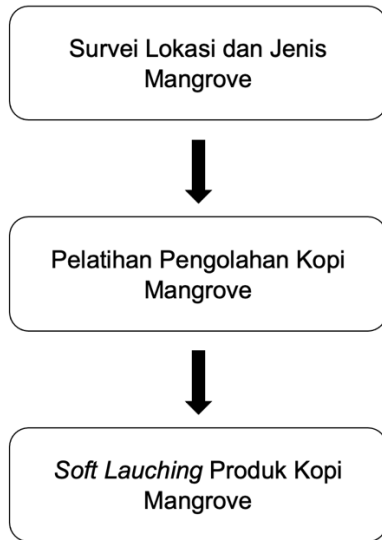 Survei Lokasi dan Jenis
Mangrove
Pelatihan Pengolahan Kopi
Mangrove
Soft Lauching Produk Kopi
Mangrove